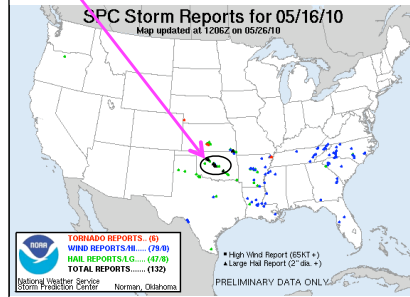 SPC Storm Reports for 05/16/10
Map updated at 1206Z on 05/26/10
TORNADO REPORTS.. (6)
WIND REPORTS/HI..... (79/0)
HAIL REPORTS/LG..... (47/8)
TOTAL REPORTS....... (132)
NOAA
National Weather Service
Storm Prediction Center Norman, Oklahoma
High Wind Report (65KT +)
Large Hail Report (2" dia. +)
PRELIMINARY DATA ONLY